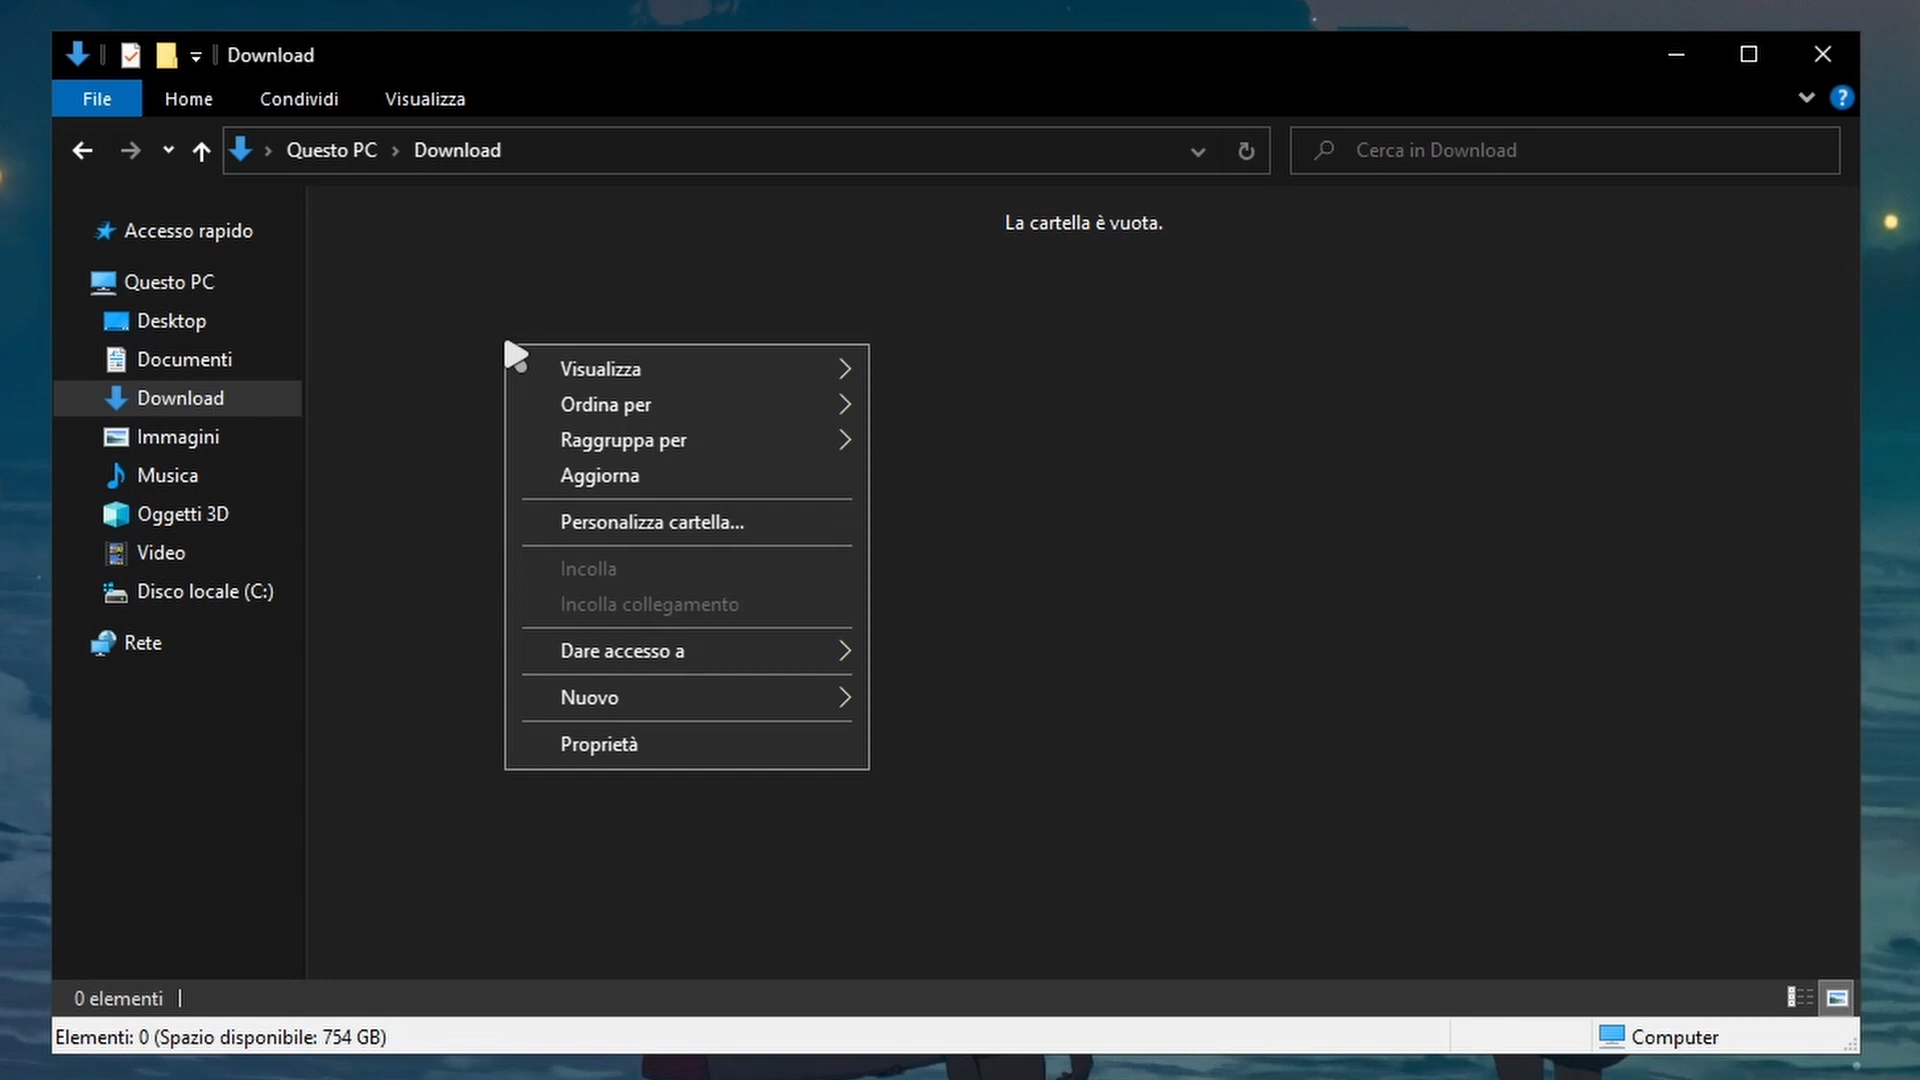 Download
File Home Condividi Visualizza
?
Questo PC Download
Cerca in Download
Accesso rapido
Questo PC
Desktop
Documenti
Download
Immagini
Musica
Oggetti 3D
Video
Disco locale (C:)
Rete
La cartella è vuota.
Visualizza
Ordina per
Raggruppa per
Aggiorna
Personalizza cartella...
Incolla
Incolla collegamento
Dare accesso a
Nuovo
Proprietà
0 elementi
Elementi: 0 (Spazio disponibile: 754 GB)
Computer